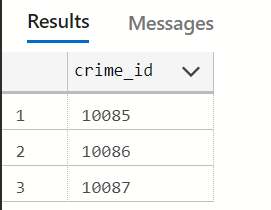 Results Messages
crime_id
1 10085
2 10086
3 10087